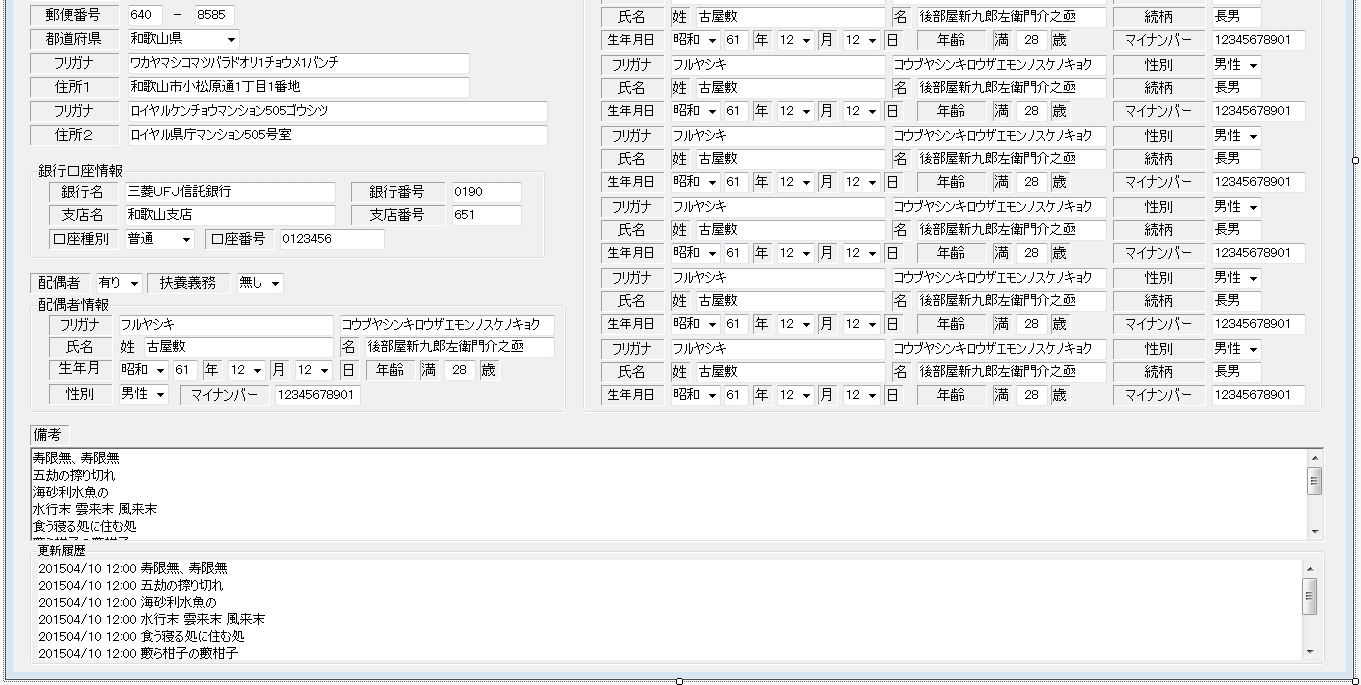 郵便番号 640 － 8585
都道府県 和歌山県
フリガナ ワカヤマシコマツバラドオリ1チョウメ1バンチ
住所1 和歌山市小松原通1丁目1番地
フリガナ ロイヤルケンチョウマンション505ゴウシツ
住所2 ロイヤル県庁マンション505号室
銀行口座情報
銀行名 三菱UFJ信託銀行 銀行番号 0190
支店名 和歌山支店 支店番号 651
口座種別 普通 口座番号 0123456
配偶者 有り 扶養義務 無し
配偶者情報
フリガナ フルヤシキ コウブヤシンキロウザエモンノスケノキョク
氏名 姓 古屋敷 名 後部屋新九郎左衛門介之亟
生年月 昭和 61 年 12 月 12 日 年齢 満 28 歳
性別 男性 マイナンバー 12345678901
氏名 姓 古屋敷 名 後部屋新九郎左衛門介之亟 続柄 長男
生年月日 昭和 61 年 12 月 12 日 年齢 満 28 歳 マイナンバー 12345678901
フリガナ フルヤシキ コウブヤシンキロウザエモンノスケノキョク 性別 男性
氏名 姓 古屋敷 名 後部屋新九郎左衛門介之亟 続柄 長男
生年月日 昭和 61 年 12 月 12 日 年齢 満 28 歳 マイナンバー 12345678901
フリガナ フルヤシキ コウブヤシンキロウザエモンノスケノキョク 性別 男性
氏名 姓 古屋敷 名 後部屋新九郎左衛門介之亟 続柄 長男
生年月日 昭和 61 年 12 月 12 日 年齢 満 28 歳 マイナンバー 12345678901
フリガナ フルヤシキ コウブヤシンキロウザエモンノスケノキョク 性別 男性
氏名 姓 古屋敷 名 後部屋新九郎左衛門介之亟 続柄 長男
生年月日 昭和 61 年 12 月 12 日 年齢 満 28 歳 マイナンバー 12345678901
フリガナ フルヤシキ コウブヤシンキロウザエモンノスケノキョク 性別 男性
氏名 姓 古屋敷 名 後部屋新九郎左衛門介之亟 続柄 長男
生年月日 昭和 61 年 12 月 12 日 年齢 満 28 歳 マイナンバー 12345678901
フリガナ フルヤシキ コウブヤシンキロウザエモンノスケノキョク 性別 男性
氏名 姓 古屋敷 名 後部屋新九郎左衛門介之亟 続柄 長男
生年月日 昭和 61 年 12 月 12 日 年齢 満 28 歳 マイナンバー 12345678901
備考
寿限無、寿限無
五劫の擦り切れ
海砂利水魚の
水行末 雲来末 風来末
食う寝る処に住む処
藪ら柑子の藪柑子
更新履歴
201504/10 12:00 寿限無、寿限無
201504/10 12:00 五劫の擦り切れ
201504/10 12:00 海砂利水魚の
201504/10 12:00 水行末 雲来末 風来末
201504/10 12:00 食う寝る処に住む処
201504/10 12:00 藪ら柑子の藪柑子